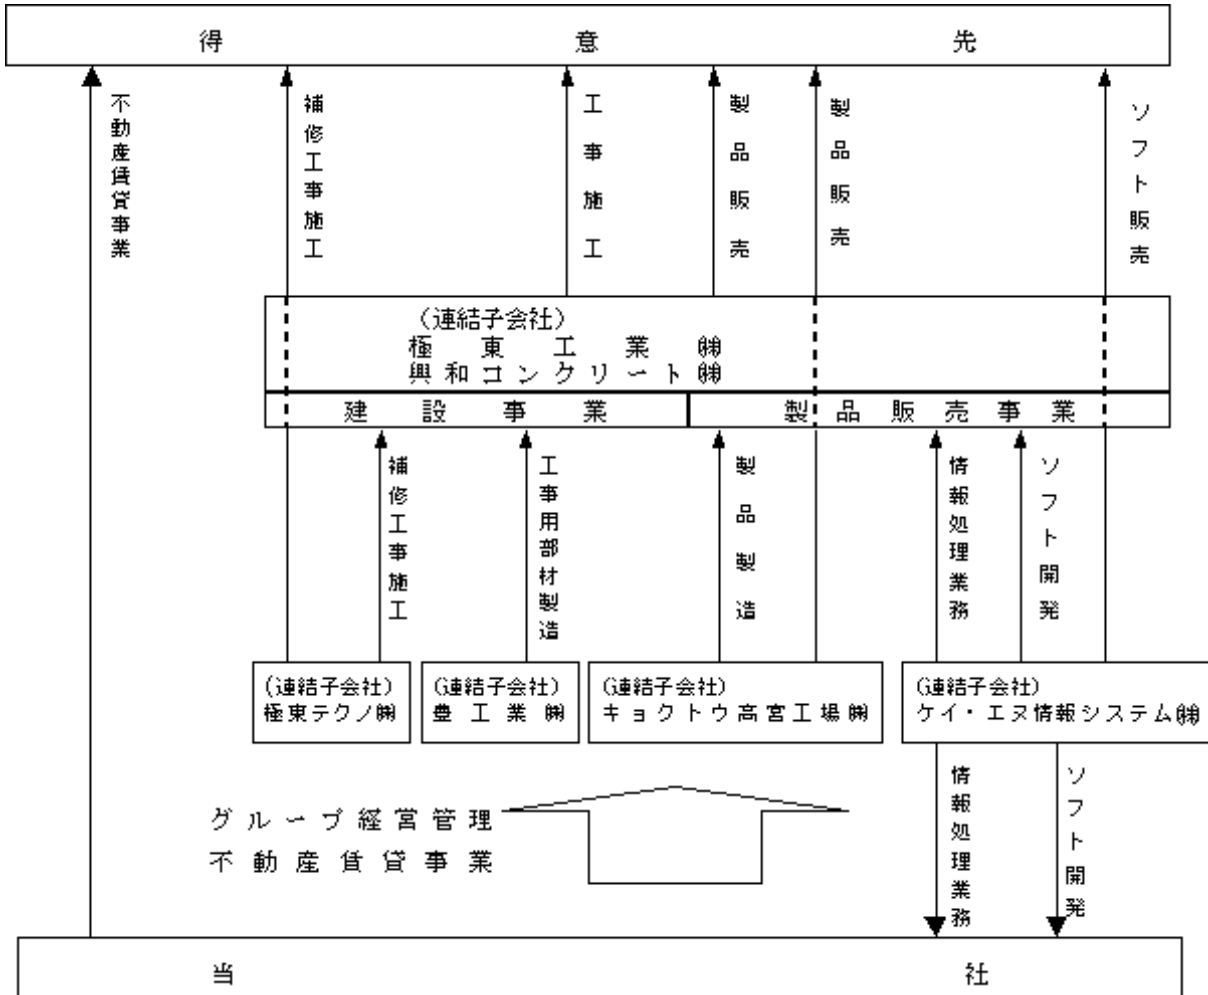 得意先
不動産賃貸事業
補修工事施工
工事施工
製品販売
製品販売
ソフト販売
(連結子会社)
極東工業㈱
興和コンクリート㈱
建設事業
製品販売事業
補修工事施工
工事用部材製造
製品製造
情報処理業務
ソフト開発
(連結子会社)
極東テクノ㈱
(連結子会社)
豊工業㈱
(連結子会社)
キョクトウ高宮工場㈱
(連結子会社)
ケイ・エヌ情報システム㈱
グループ経営管理
不動産賃貸事業
情報処理業務
ソフト開発
当社